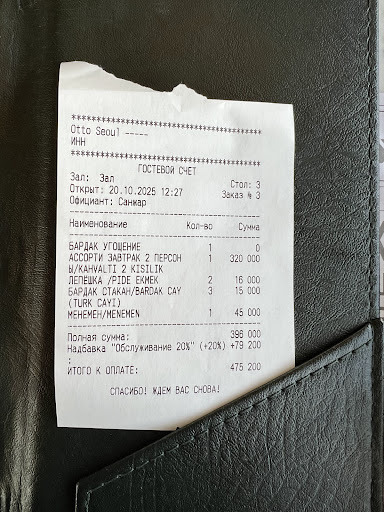 ****************************************
Otto Seoul -----
ИНН
****************************************
ГОСТЕВОЙ СЧЕТ
Зал: Зал Стол: 3
Открыт: 20.10.2025 12:27 Заказ № 3
Официант: Санжар
----------------------------------------
Наименование Кол-во Сумма
----------------------------------------
БАРДАК УГОШЕНИЕ 1 0
АССОРТИ ЗАВТРАК 2 ПЕРСОН 1 320 000
Ы/KAHVALTI 2 KISILIK
ЛЕПЁШКА /PIDE EKMEK 2 16 000
БАРДАК СТАКАН/BARDAK CAY 3 15 000
(TURK CAYI)
МЕНЕМЕН/MENEMEN 1 45 000
----------------------------------------
Полная сумма: 396 000
Надбавка "Обслуживание 20%" (+20%) +79 200
:
ИТОГО К ОПЛАТЕ: 475 200
СПАСИБО! ЖДЕМ ВАС СНОВА!